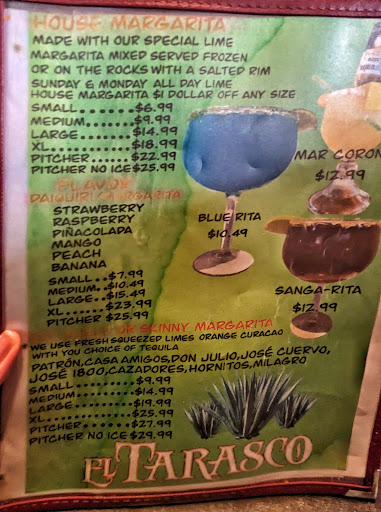 HOUSE MARGARITA
MADE WITH OUR SPECIAL LIME
MARGARITA MIXED SERVED FROZEN
OR ON THE ROCKS WITH A SALTED RIM
SUNDAY & MONDAY ALL DAY LIME
HOUSE MARGARITA $1 DOLLAR OFF ANY SIZE
SMALL.......$6.99
MEDIUM.....$9.99
LARGE.......$14.99
XL.............$18.99
PITCHER.....$22.99
PITCHER NO ICE $25.99
MAR CORON
$12.99
DAIQUIRI
STRAWBERRY
RASPBERRY
PIÑACOLADA
MANGO
PEACH
BANANA
SMALL..$7.99
MEDIUM..$10.49
LARGE..$15.49
XL......$23.99
PITCHER $25.99
BLUE RITA
$10.49
SANGA-RITA
$12.99
OR SKINNY MARGARITA
WE USE FRESH SQUEEZED LIMES ORANGE CURACAO
WITH YOU CHOICE OF TEQUILA
PATRÓN,CASA AMIGOS,DON JULIO,JOSÉ CUERVO,
JOSÉ 1800,CAZADORES,HORNITOS,MILAGRO
SMALL.......$9.99
MEDIUM......$14.99
LARGE.......$19.99
XL............$25.99
PITCHER.....$27.99
PITCHER NO ICE $29.99
EL TARASCO